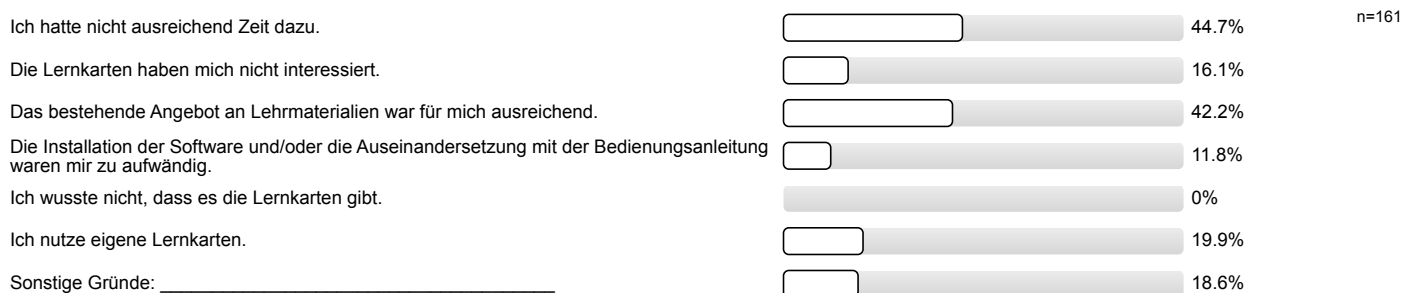 Ich hatte nicht ausreichend Zeit dazu. 44.7% n=161
Die Lernkarten haben mich nicht interessiert. 16.1%
Das bestehende Angebot an Lehrmaterialien war für mich ausreichend. 42.2%
Die Installation der Software und/oder die Auseinandersetzung mit der Bedienungsanleitung
waren mir zu aufwändig. 11.8%
Ich wusste nicht, dass es die Lernkarten gibt. 0%
Ich nutze eigene Lernkarten. 19.9%
Sonstige Gründe: ______________________________________ 18.6%